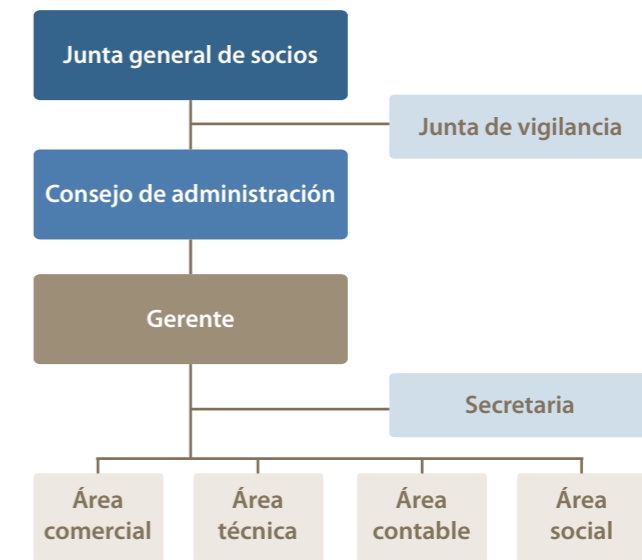 Junta general de socios
Junta de vigilancia
Consejo de administración
Gerente
Secretaria
Área
comercial
Área
técnica
Área
contable
Área
social